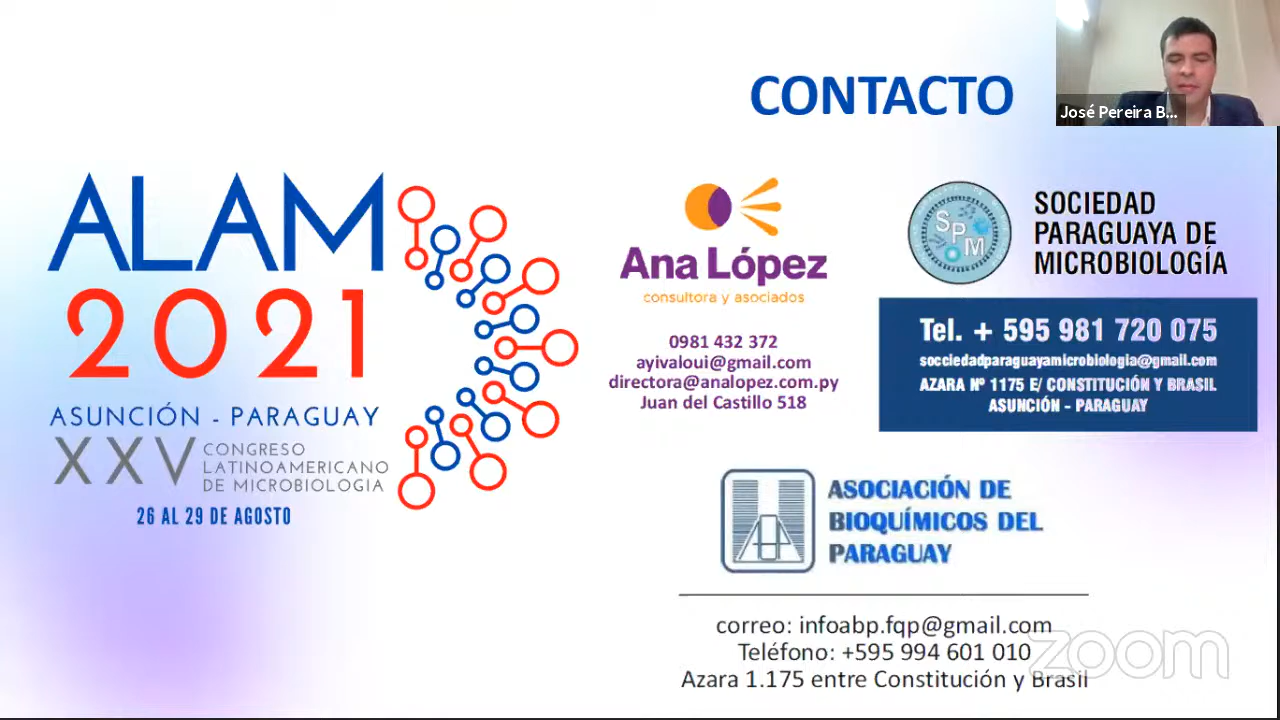 CONTACTO
José Pereira B...
ALAM
2021
ASUNCIÓN - PARAGUAY
XXV
CONGRESO
LATINOAMERICANO
DE MICROBIOLOGIA
26 AL 29 DE AGOSTO
Ana López
consultora y asociados
0981 432 372
ayivaloui@gmail.com
directora@analopez.com.py
Juan del Castillo 518
SPM
SOCIEDAD
PARAGUAYA DE
MICROBIOLOGÍA
Tel. + 595 981 720 075
socciedadparaguayamicrobiologia@gmail.com
AZARA Nº 1175 E/ CONSTITUCIÓN Y BRASIL
ASUNCIÓN - PARAGUAY
ASOCIACIÓN DE
BIOQUÍMICOS DEL
PARAGUAY
correo: infoabp.fqp@gmail.com
Teléfono: +595 994 601 010
Azara 1.175 entre Constitución y Brasil
zoom